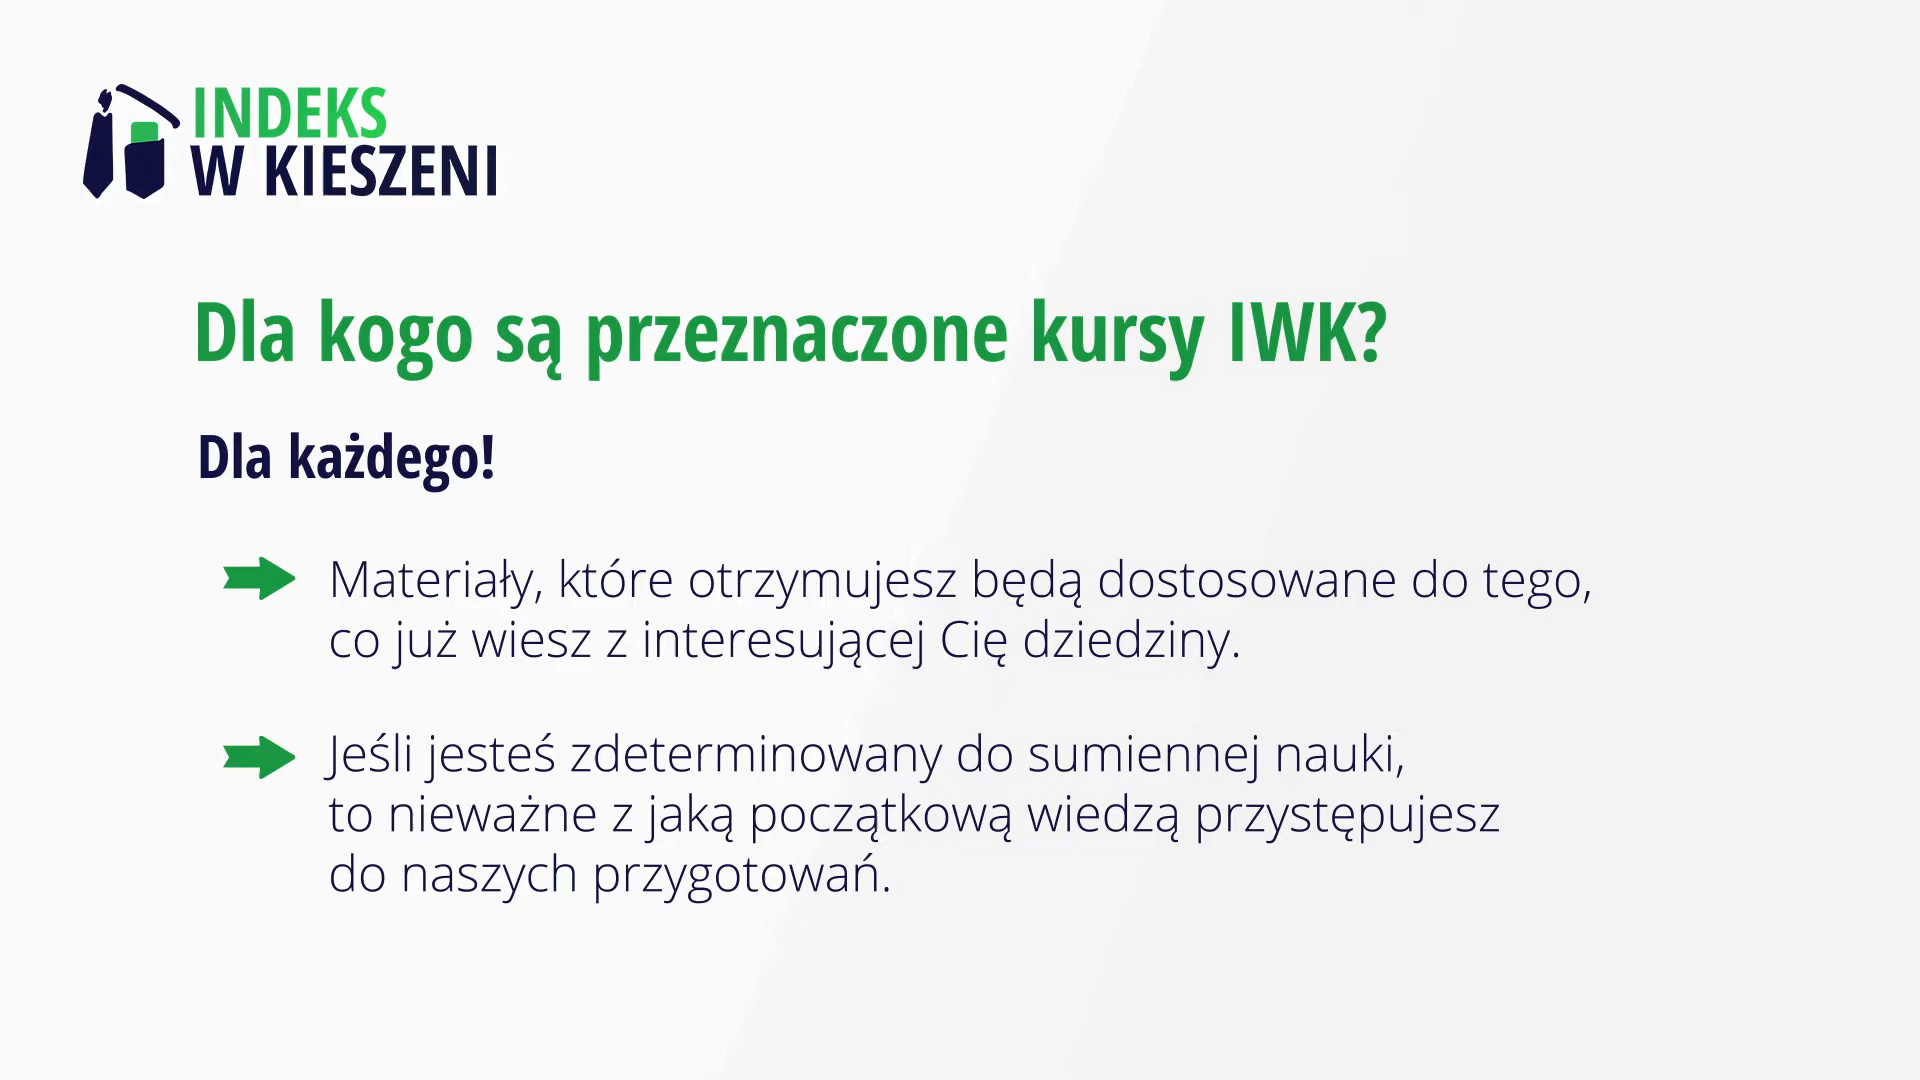 INDEKS
W KIESZENI
Dla kogo są przeznaczone kursy IWK?
Dla każdego!
Materiały, które otrzymujesz będą dostosowane do tego,
co już wiesz z interesującej Cię dziedziny.
Jeśli jesteś zdeterminowany do sumiennej nauki,
to nieważne z jaką początkową wiedzą przystępujesz
do naszych przygotowań.